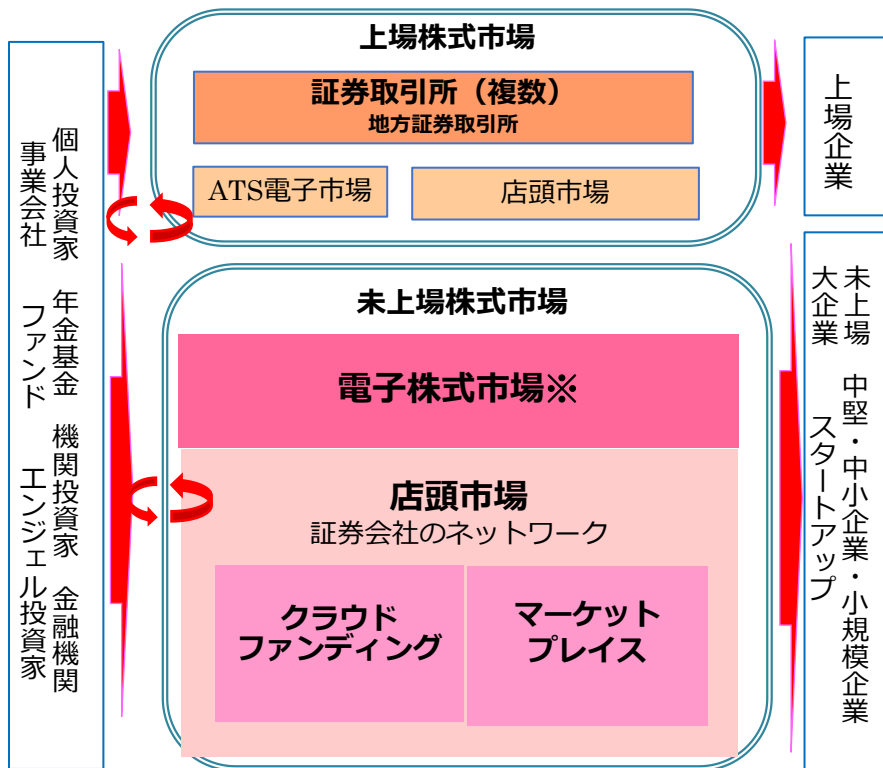 上場株式市場
証券取引所（複数）
地方証券取引所
ATS電子市場
店頭市場
未上場株式市場
電子株式市場※
店頭市場
証券会社のネットワーク
クラウド
ファンディング
マーケット
プレイス
個人投資家　年金基金　機関投資家　金融機関
事業会社　ファンド　エンジェル投資家
上場企業
未上場　中堅・中小企業・小規模企業
大企業　スタートアップ